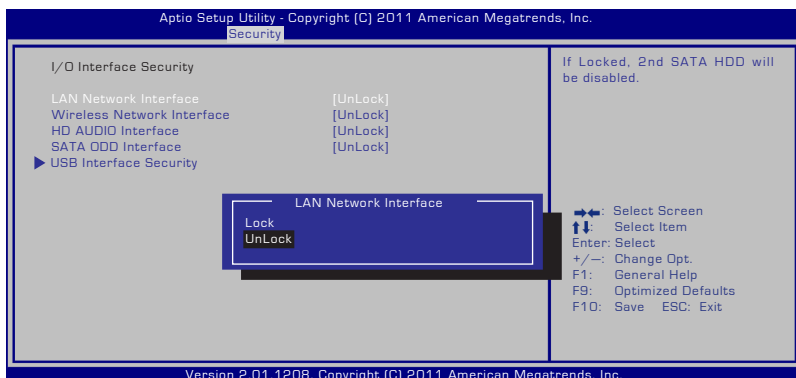 Aptio Setup Utility - Copyright (C) 2011 American Megatrends, Inc.
Security
I/O Interface Security
LAN Network Interface [UnLock]
Wireless Network Interface [UnLock]
HD AUDIO Interface [UnLock]
SATA ODD Interface [UnLock]
USB Interface Security
LAN Network Interface
Lock
UnLock
If Locked, 2nd SATA HDD will
be disabled.
→←: Select Screen
↑↓: Select Item
Enter: Select
+/—: Change Opt.
F1: General Help
F9: Optimized Defaults
F10: Save ESC: Exit
Version 2.01.1208. Copyright (C) 2011 American Megatrends, Inc.